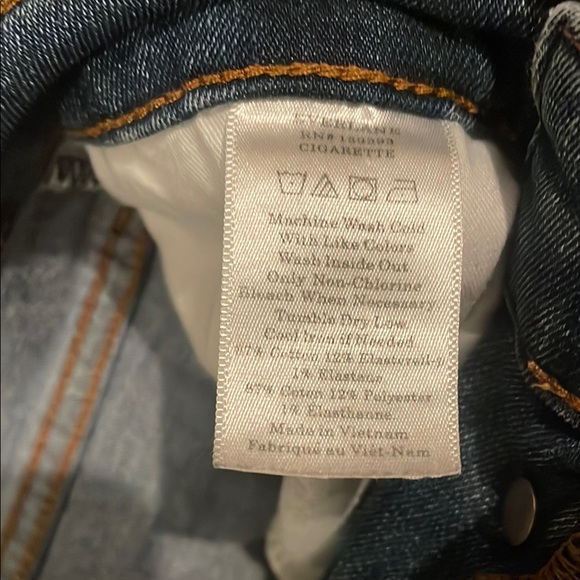 EVERLANE
CIGARETTE
Machine Wash Cold
With Like Colors
Wash Inside Out
Only Non-Chlorine
Bleach When Necessary
Tumble Dry Low
Cool Iron if Needed
87% Cotton 12% Elasterell-p
1% Elastane
87% Coton 12% Polyester
1% Elasthanne
Made in Vietnam
Fabrique au Viet-Nam